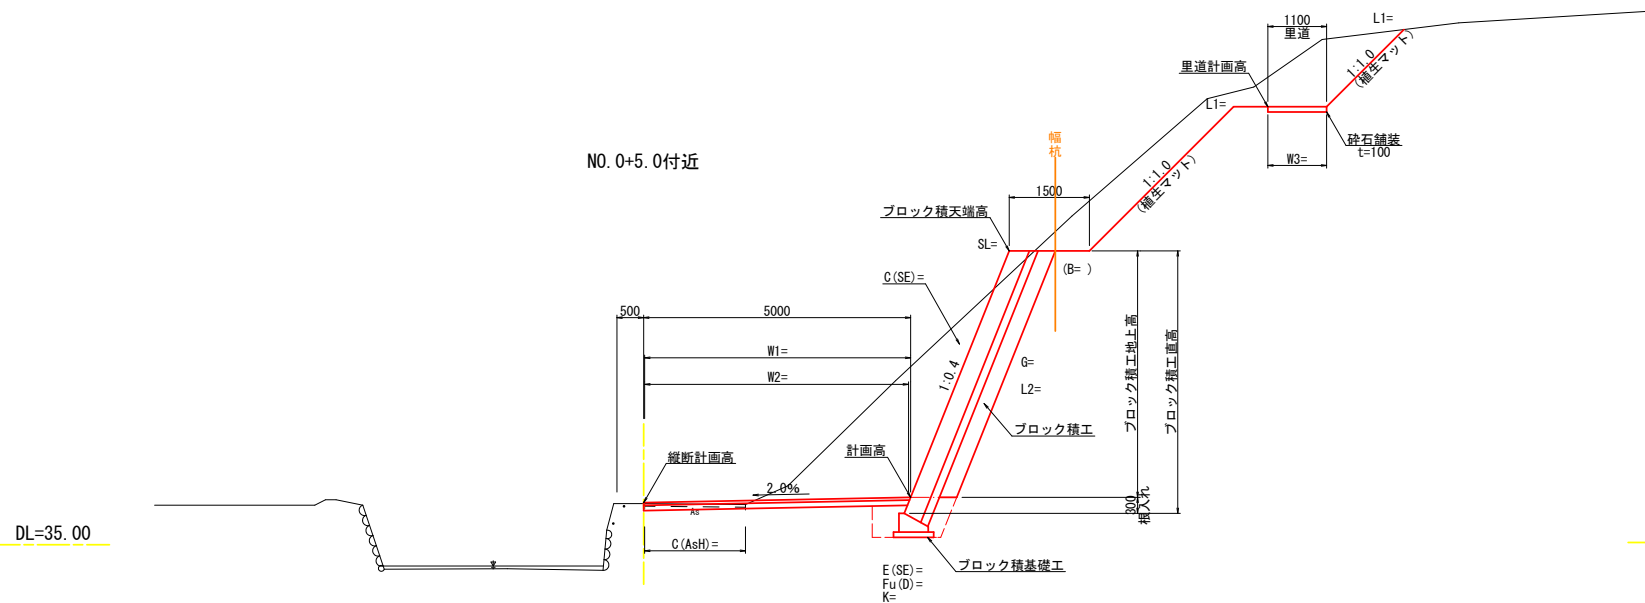 1100
里道
L1=
里道計画高
1:1.0
(植生マット)
L1=
幅杭
砕石舗装
t=100
W3=
NO.0+5.0付近
1:1.0
(植生マット)
1500
ブロック積天端高
SL=
(B= )
C(SE)=
500
5000
ブロック積工地上高
ブロック積工直高
W1=
G=
1:0.4
W2=
L2=
ブロック積工
縦断計画高
計画高
2.0%
300
根入れ
As
DL=35.00
C(AsH)=
ブロック積基礎工
E(SE)=
Fu(D)=
K=